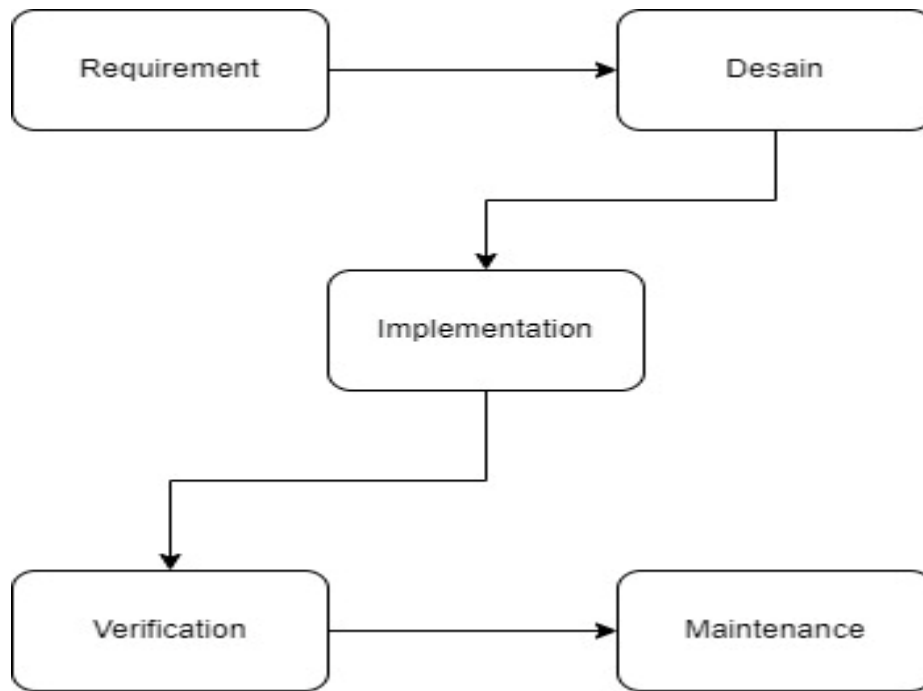 Requirement
Desain
Implementation
Verification
Maintenance